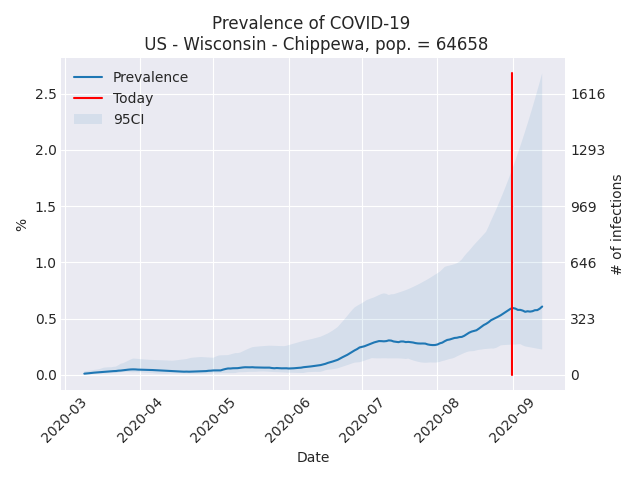 Prevalence of COVID-19
US - Wisconsin - Chippewa, pop. = 64658
Prevalence
Today
95CI
%
2.5
2.0
1.5
1.0
0.5
0.0
1616
1293
969
646
323
0
# of infections
2020-03
2020-04
2020-05
2020-06
2020-07
2020-08
2020-09
Date